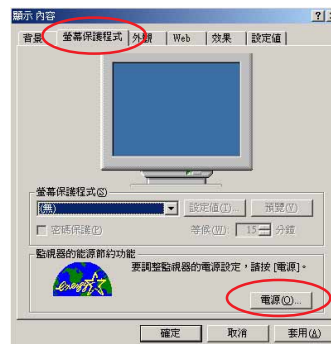 顯示 內容
背景 螢幕保護程式 外觀 Web 效果 設定值
螢幕保護程式(S)
(無) 設定值(T)... 預覽(V)
密碼保護(P) 等候(W): 15 分鐘
監視器的能源節約功能
要調整監視器的電源設定，請按 [電源]。
energy
電源(O)...
確定 取消 套用(A)